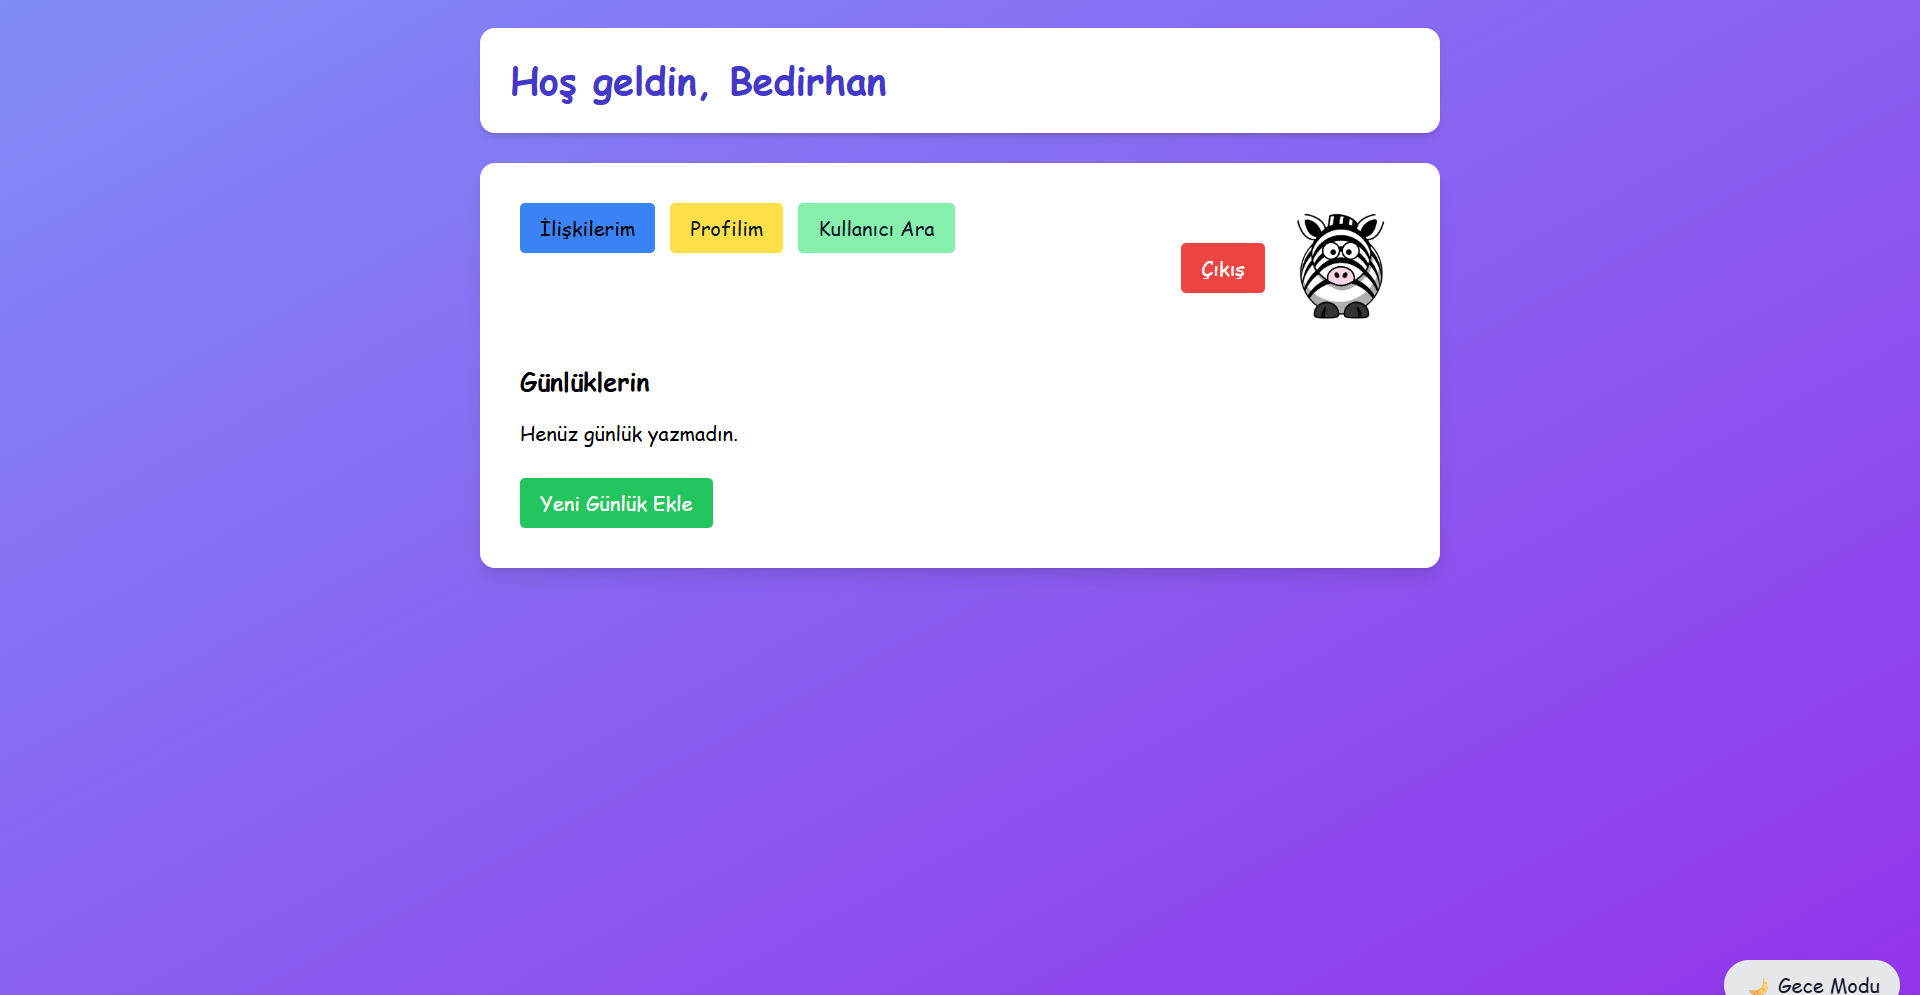 Hoş geldin, Bedirhan
İlişkilerim
Profilim
Kullanıcı Ara
Çıkış
Günlüklerin
Henüz günlük yazmadın.
Yeni Günlük Ekle
🌙 Gece Modu